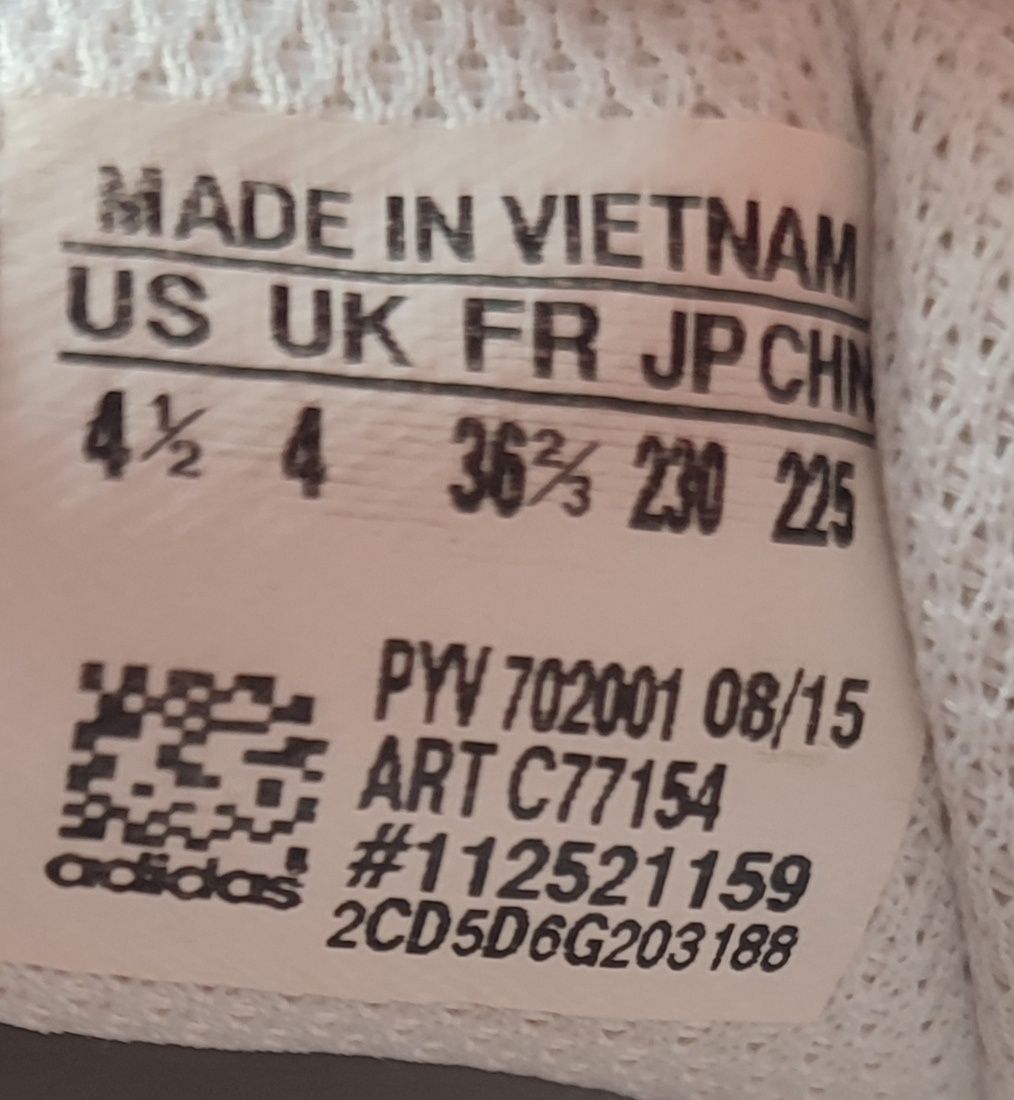 MADE IN VIETNAM
US UK FR JP CHN
4½ 4 36⅔ 230 225
PYV 702001 08/15
ART C77154
#112521159
adidas
2CD5D6G203188